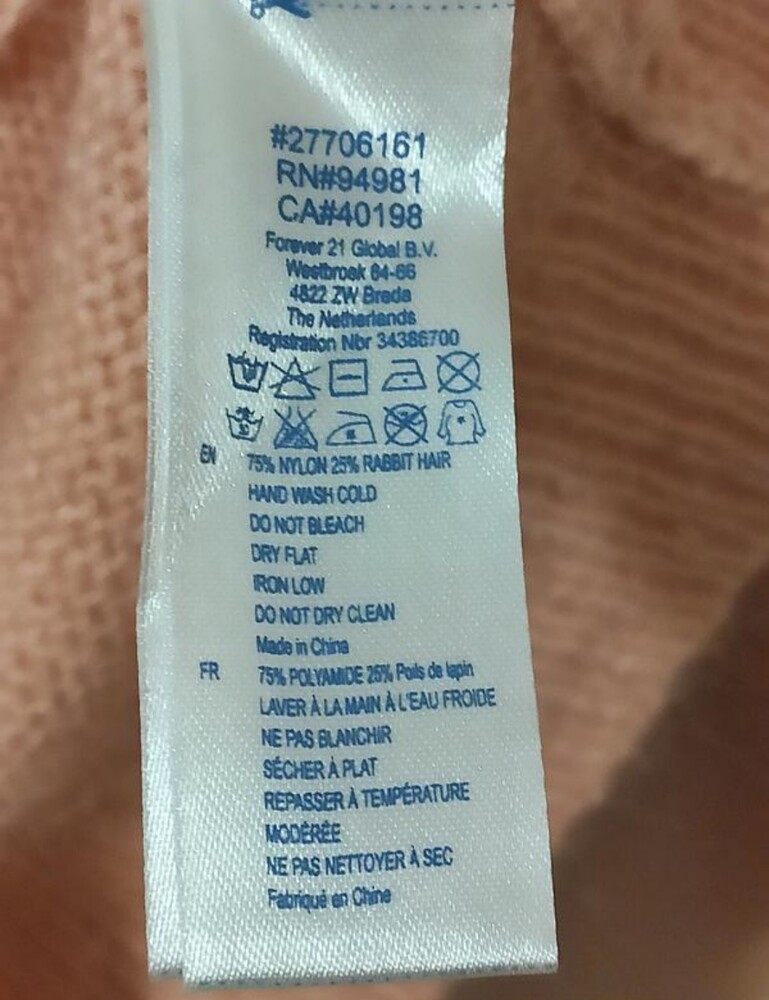 #27706161
RN#94981
CA#40198
Forever 21 Global B.V.
Westbroek 64-66
4822 ZW Breda
The Netherlands
Registration Nbr 34386700
EN
75% NYLON 25% RABBIT HAIR
HAND WASH COLD
DO NOT BLEACH
DRY FLAT
IRON LOW
DO NOT DRY CLEAN
Made in China
FR
75% POLYAMIDE 25% Poils de lapin
LAVER À LA MAIN À L'EAU FROIDE
NE PAS BLANCHIR
SÉCHER À PLAT
REPASSER À TEMPÉRATURE
MODÉRÉE
NE PAS NETTOYER À SEC
Fabriqué en Chine